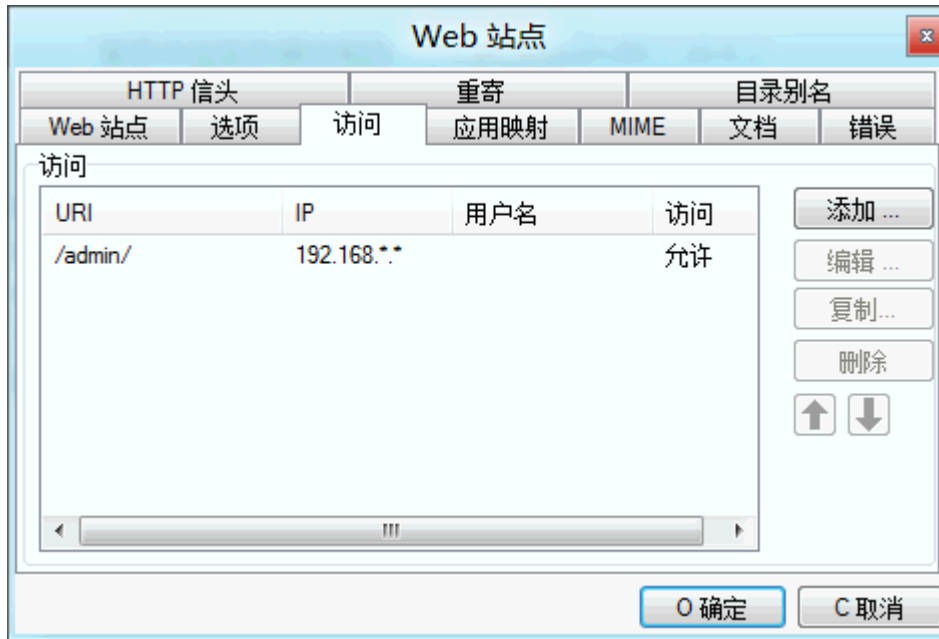 Web 站点
HTTP 信头 重寄 目录别名
Web 站点 选项 访问 应用映射 MIME 文档 错误
访问
URI IP 用户名 访问
/admin/ 192.168.*.* 允许
添加 ...
编辑 ...
复制...
删除
O 确定 C 取消